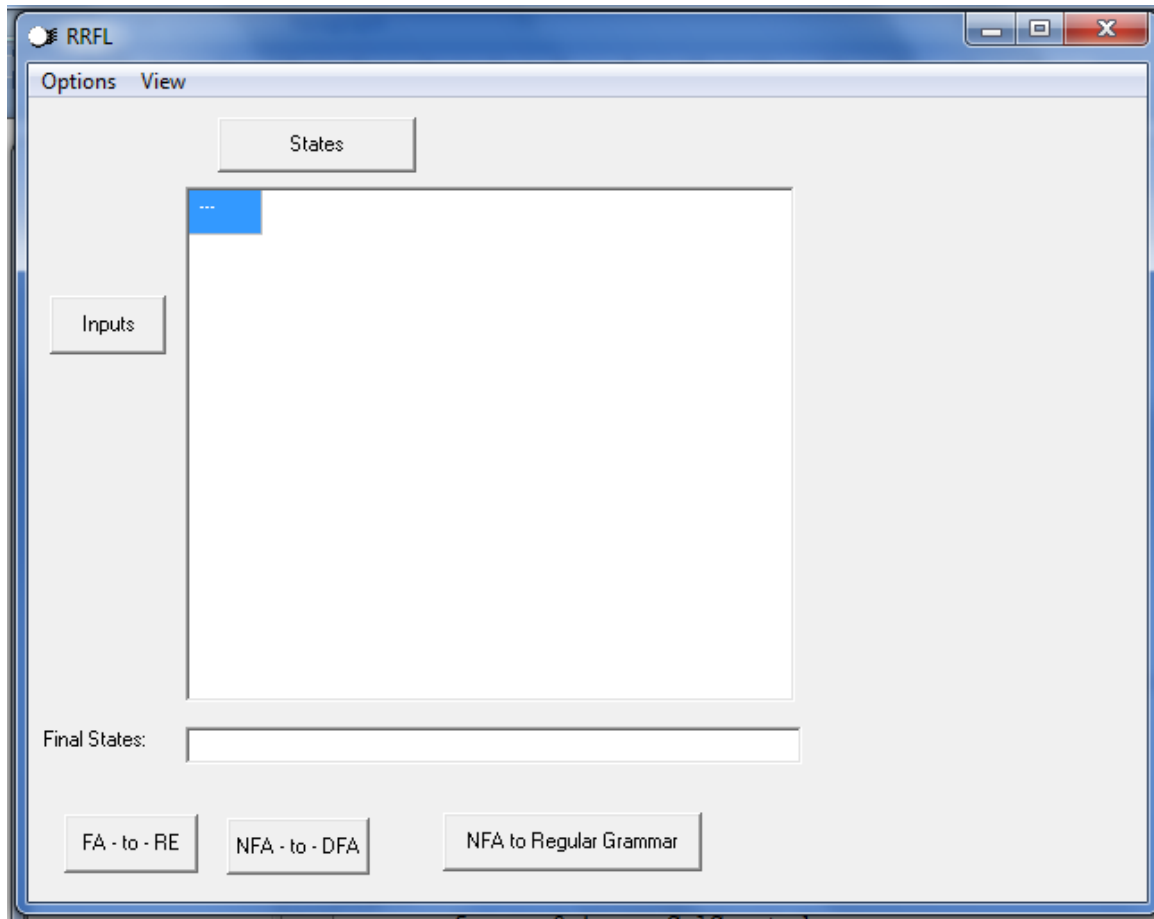 RRFL
Options View
States
---
Inputs
Final States:
FA - to - RE
NFA - to - DFA
NFA to Regular Grammar